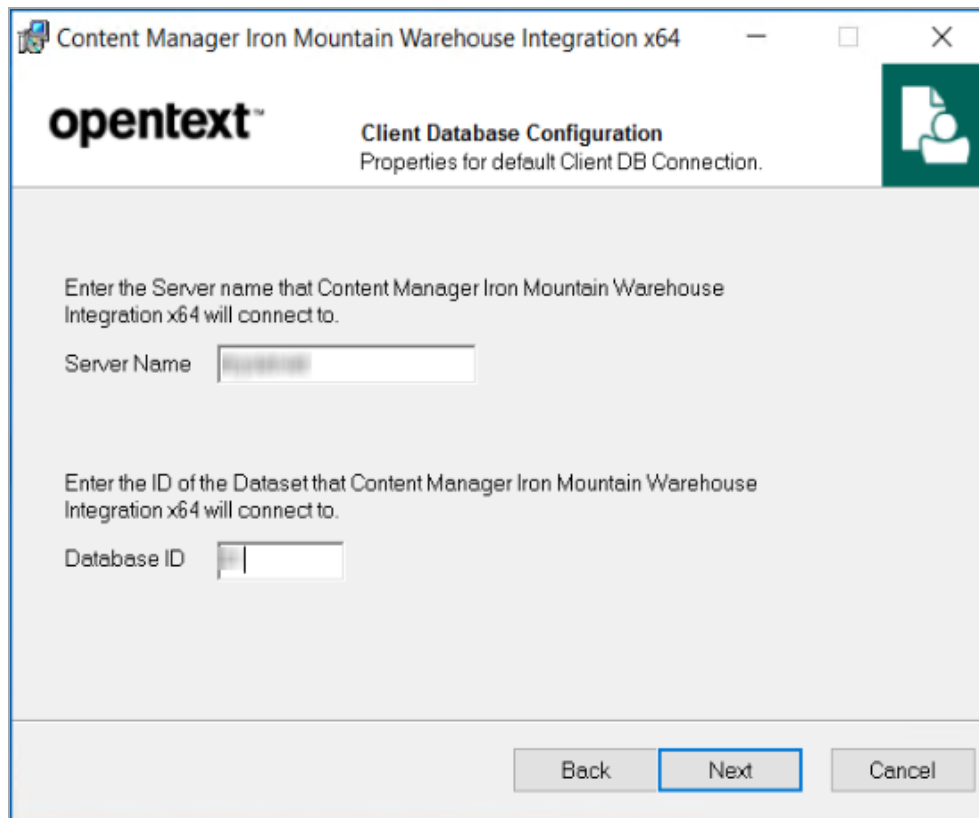 Content Manager Iron Mountain Warehouse Integration x64
opentext™
Client Database Configuration
Properties for default Client DB Connection.
Enter the Server name that Content Manager Iron Mountain Warehouse
Integration x64 will connect to.
Server Name
Enter the ID of the Dataset that Content Manager Iron Mountain Warehouse
Integration x64 will connect to.
Database ID
Back
Next
Cancel